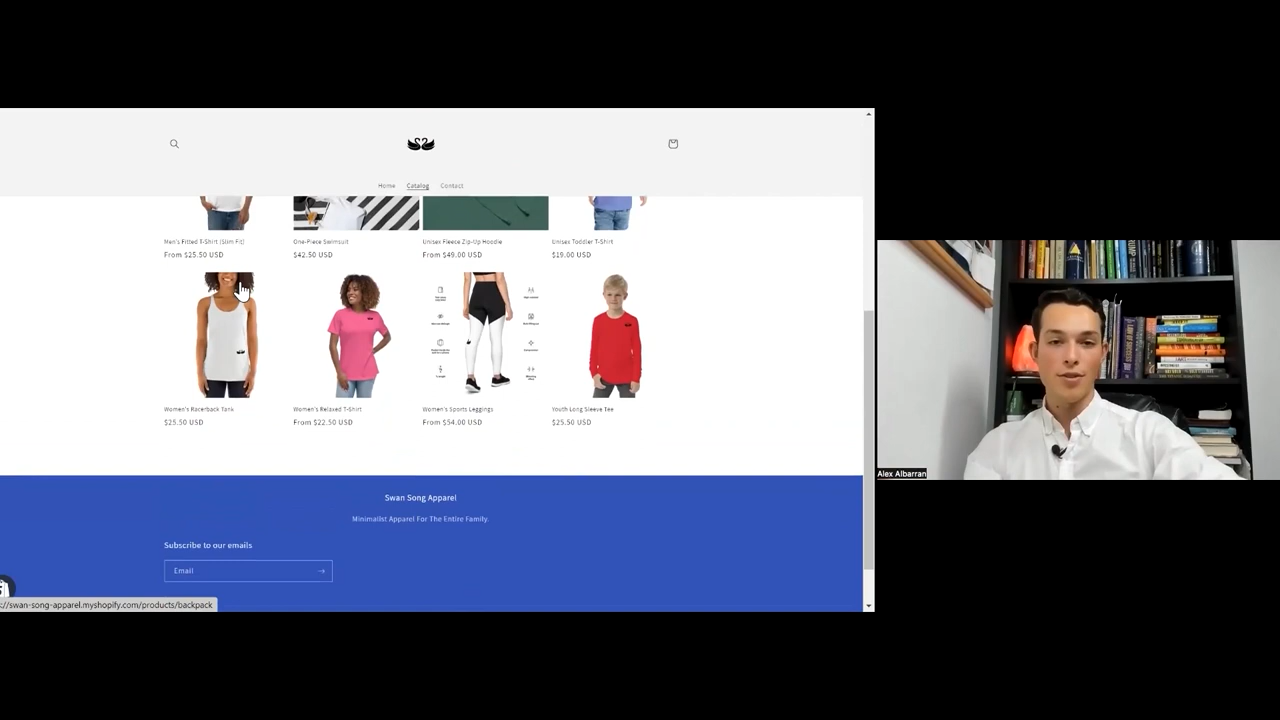 Home Catalog Contact
Men's Fitted T-Shirt (Slim Fit)
From $25.50 USD
One-Piece Swimsuit
$42.50 USD
Unisex Fleece Zip-Up Hoodie
From $49.00 USD
Unisex Toddler T-Shirt
$19.00 USD
Women's Racerback Tank
$25.50 USD
Women's Relaxed T-Shirt
From $22.50 USD
Women's Sports Leggings
From $54.00 USD
Youth Long Sleeve Tee
$25.50 USD
Swan Song Apparel
Minimalist Apparel For The Entire Family.
Subscribe to our emails
Email
://swan-song-apparel.myshopify.com/products/backpack
Alex Albarran
TRUMP
LAW OF SUCCESS